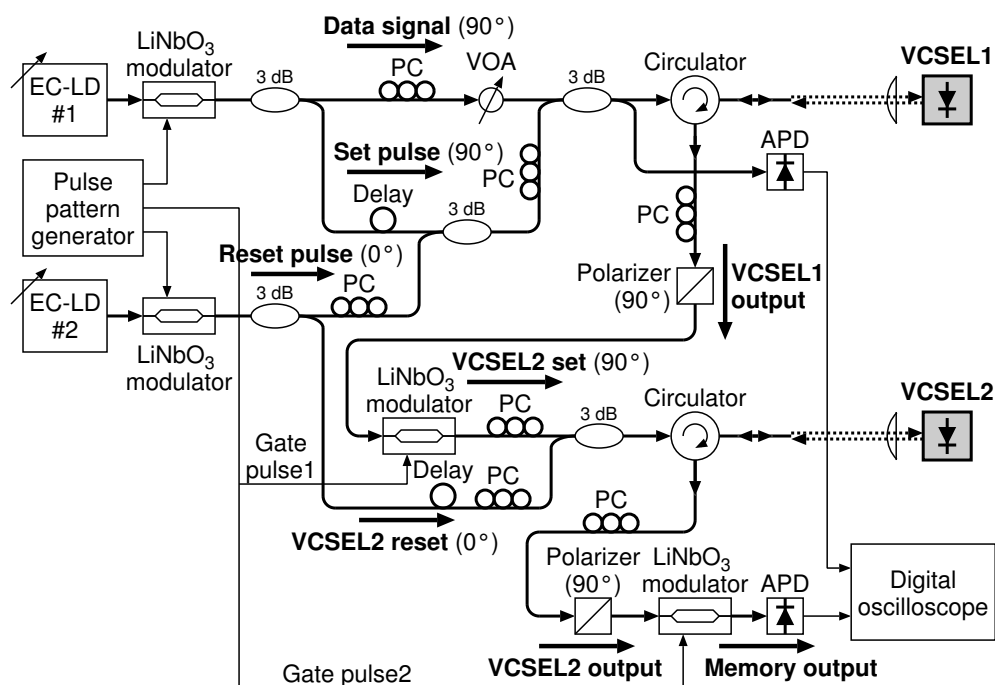 Data signal (90°)
LiNbO3
modulator
EC-LD
#1
3 dB
PC
VOA
3 dB
Circulator
VCSEL1
Set pulse (90°)
PC
APD
Pulse
pattern
generator
Delay
3 dB
PC
Reset pulse (0°)
PC
Polarizer
(90°)
VCSEL1
output
EC-LD
#2
3 dB
LiNbO3
modulator
VCSEL2 set (90°)
LiNbO3
modulator
PC
3 dB
Circulator
VCSEL2
Gate
pulse1
Delay
PC
VCSEL2 reset (0°)
PC
Polarizer
(90°)
LiNbO3
modulator
APD
Digital
oscilloscope
VCSEL2 output
Memory output
Gate pulse2